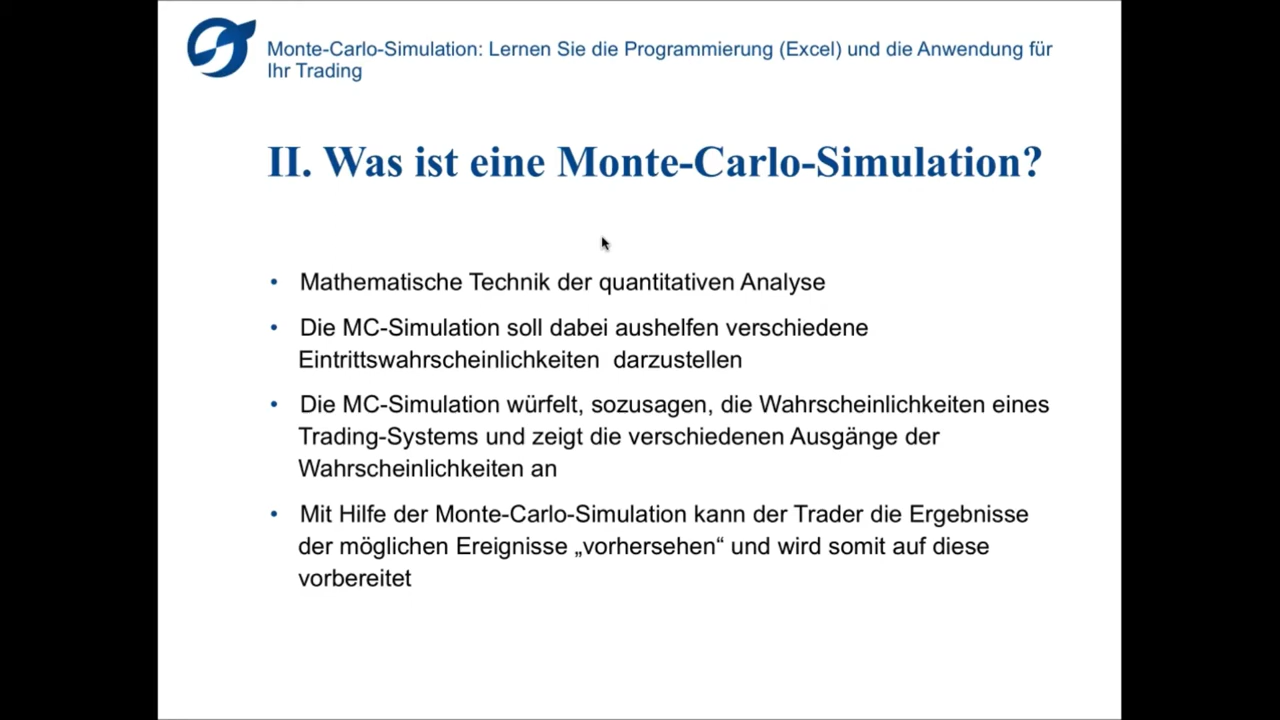 Monte-Carlo-Simulation: Lernen Sie die Programmierung (Excel) und die Anwendung für
Ihr Trading
II. Was ist eine Monte-Carlo-Simulation?
• Mathematische Technik der quantitativen Analyse
• Die MC-Simulation soll dabei aushelfen verschiedene
Eintrittswahrscheinlichkeiten  darzustellen
• Die MC-Simulation würfelt, sozusagen, die Wahrscheinlichkeiten eines
Trading-Systems und zeigt die verschiedenen Ausgänge der
Wahrscheinlichkeiten an
• Mit Hilfe der Monte-Carlo-Simulation kann der Trader die Ergebnisse
der möglichen Ereignisse „vorhersehen“ und wird somit auf diese
vorbereitet